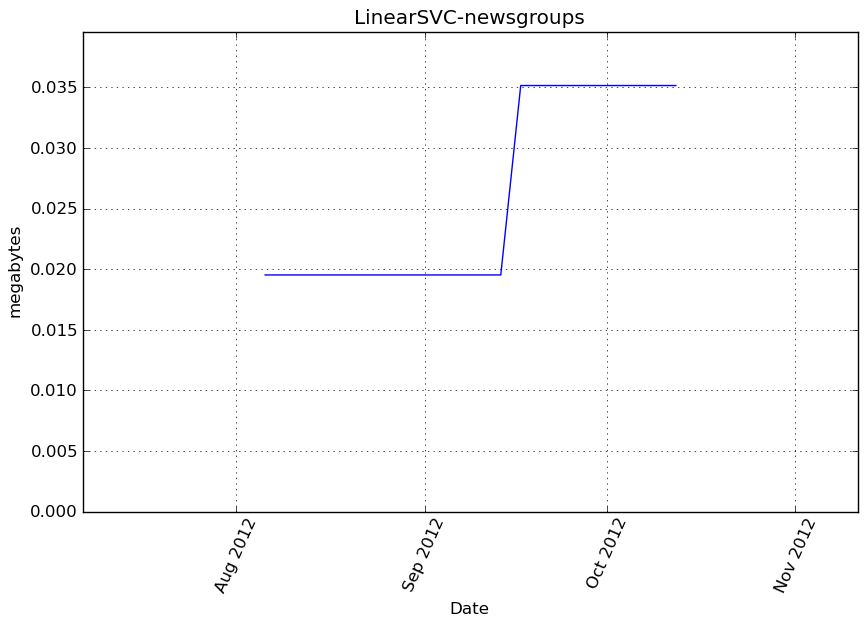 LinearSVC-newsgroups
megabytes
0.035
0.030
0.025
0.020
0.015
0.010
0.005
0.000
Aug 2012
Sep 2012
Oct 2012
Nov 2012
Date